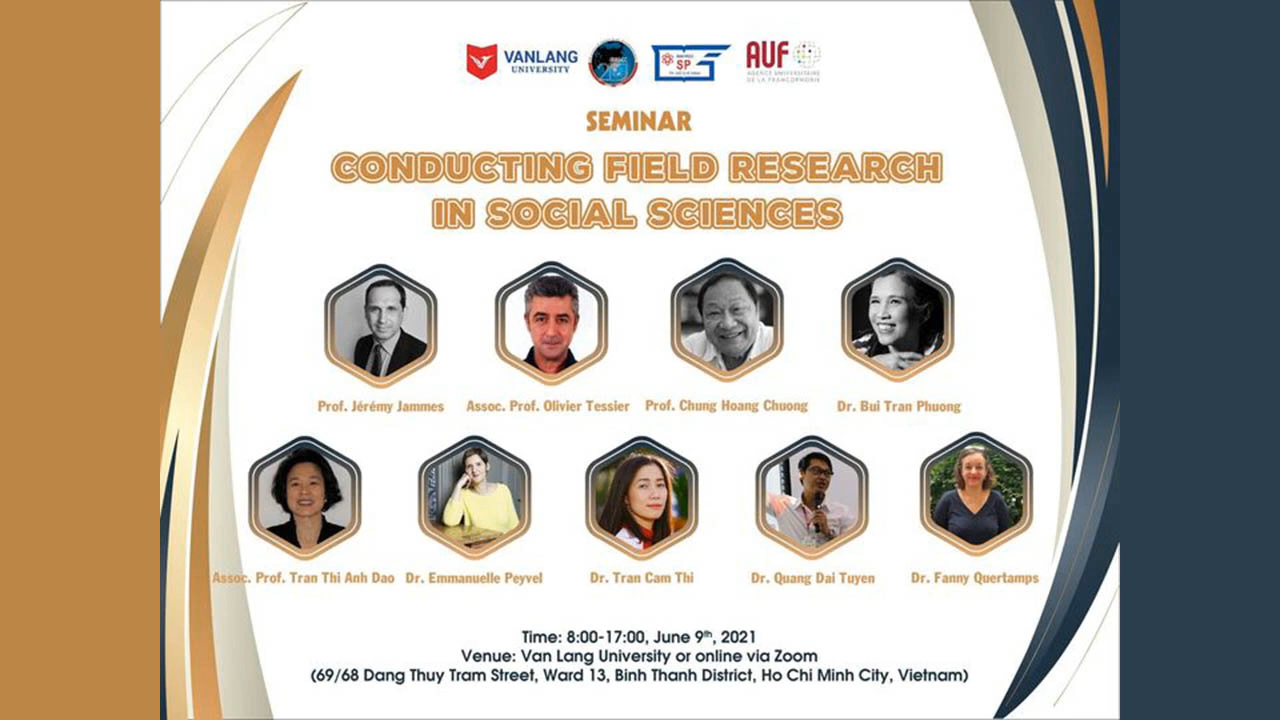 VANLANG
UNIVERSITY
SP
AUF
AGENCE UNIVERSITAIRE
DE LA FRANCOPHONIE
SEMINAR
CONDUCTING FIELD RESEARCH
IN SOCIAL SCIENCES
Prof. Jérémy Jammes
Assoc. Prof. Olivier Tessier
Prof. Chung Hoang Chuong
Dr. Bui Tran Phuong
Assoc. Prof. Tran Thi Anh Dao
Dr. Emmanuelle Peyvel
Dr. Tran Cam Thi
Dr. Quang Dai Tuyen
Dr. Fanny Quertamps
Time: 8:00-17:00, June 9th, 2021
Venue: Van Lang University or online via Zoom
(69/68 Dang Thuy Tram Street, Ward 13, Binh Thanh District, Ho Chi Minh City, Vietnam)